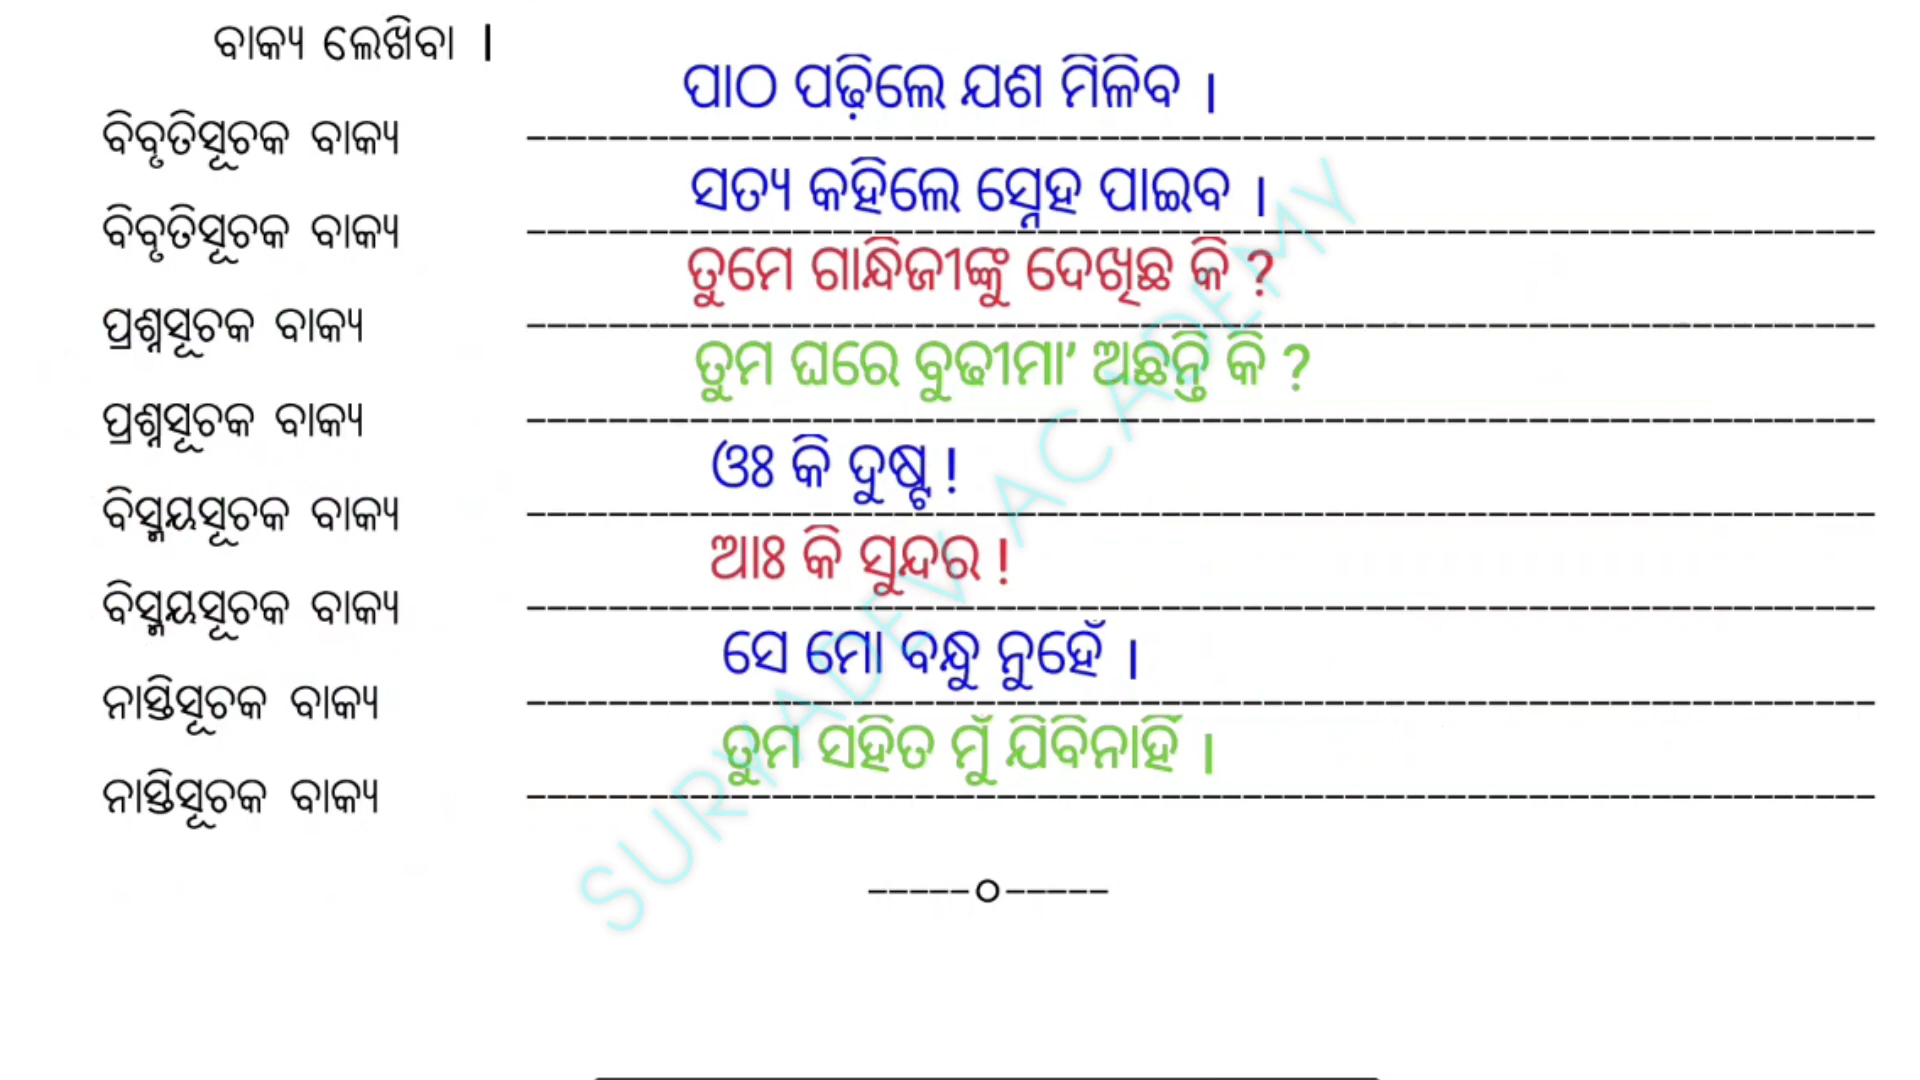 ବାକ୍ୟ ଲେଖିବା ।
ପାଠ ପଢ଼ିଲେ ଯଶ ମିଳିବ ।
ବିବୃତିସୂଚକ ବାକ୍ୟ
ସତ୍ୟ କହିଲେ ସ୍ନେହ ପାଇବ ।
ବିବୃତିସୂଚକ ବାକ୍ୟ
ତୁମେ ଗାନ୍ଧିଜୀଙ୍କୁ ଦେଖିଛ କି ?
ପ୍ରଶ୍ନସୂଚକ ବାକ୍ୟ
ତୁମ ଘରେ ବୁଢୀମା' ଅଛନ୍ତି କି ?
ପ୍ରଶ୍ନସୂଚକ ବାକ୍ୟ
ଓଃ କି ଦୁଷ୍ଟ !
ବିସ୍ମୟସୂଚକ ବାକ୍ୟ
ଆଃ କି ସୁନ୍ଦର !
ବିସ୍ମୟସୂଚକ ବାକ୍ୟ
ସେ ମୋ ବନ୍ଧୁ ନୁହେଁ ।
ନାସ୍ତିସୂଚକ ବାକ୍ୟ
ତୁମ ସହିତ ମୁଁ ଯିବିନାହିଁ ।
ନାସ୍ତିସୂଚକ ବାକ୍ୟ
SURYADEV ACADEMY